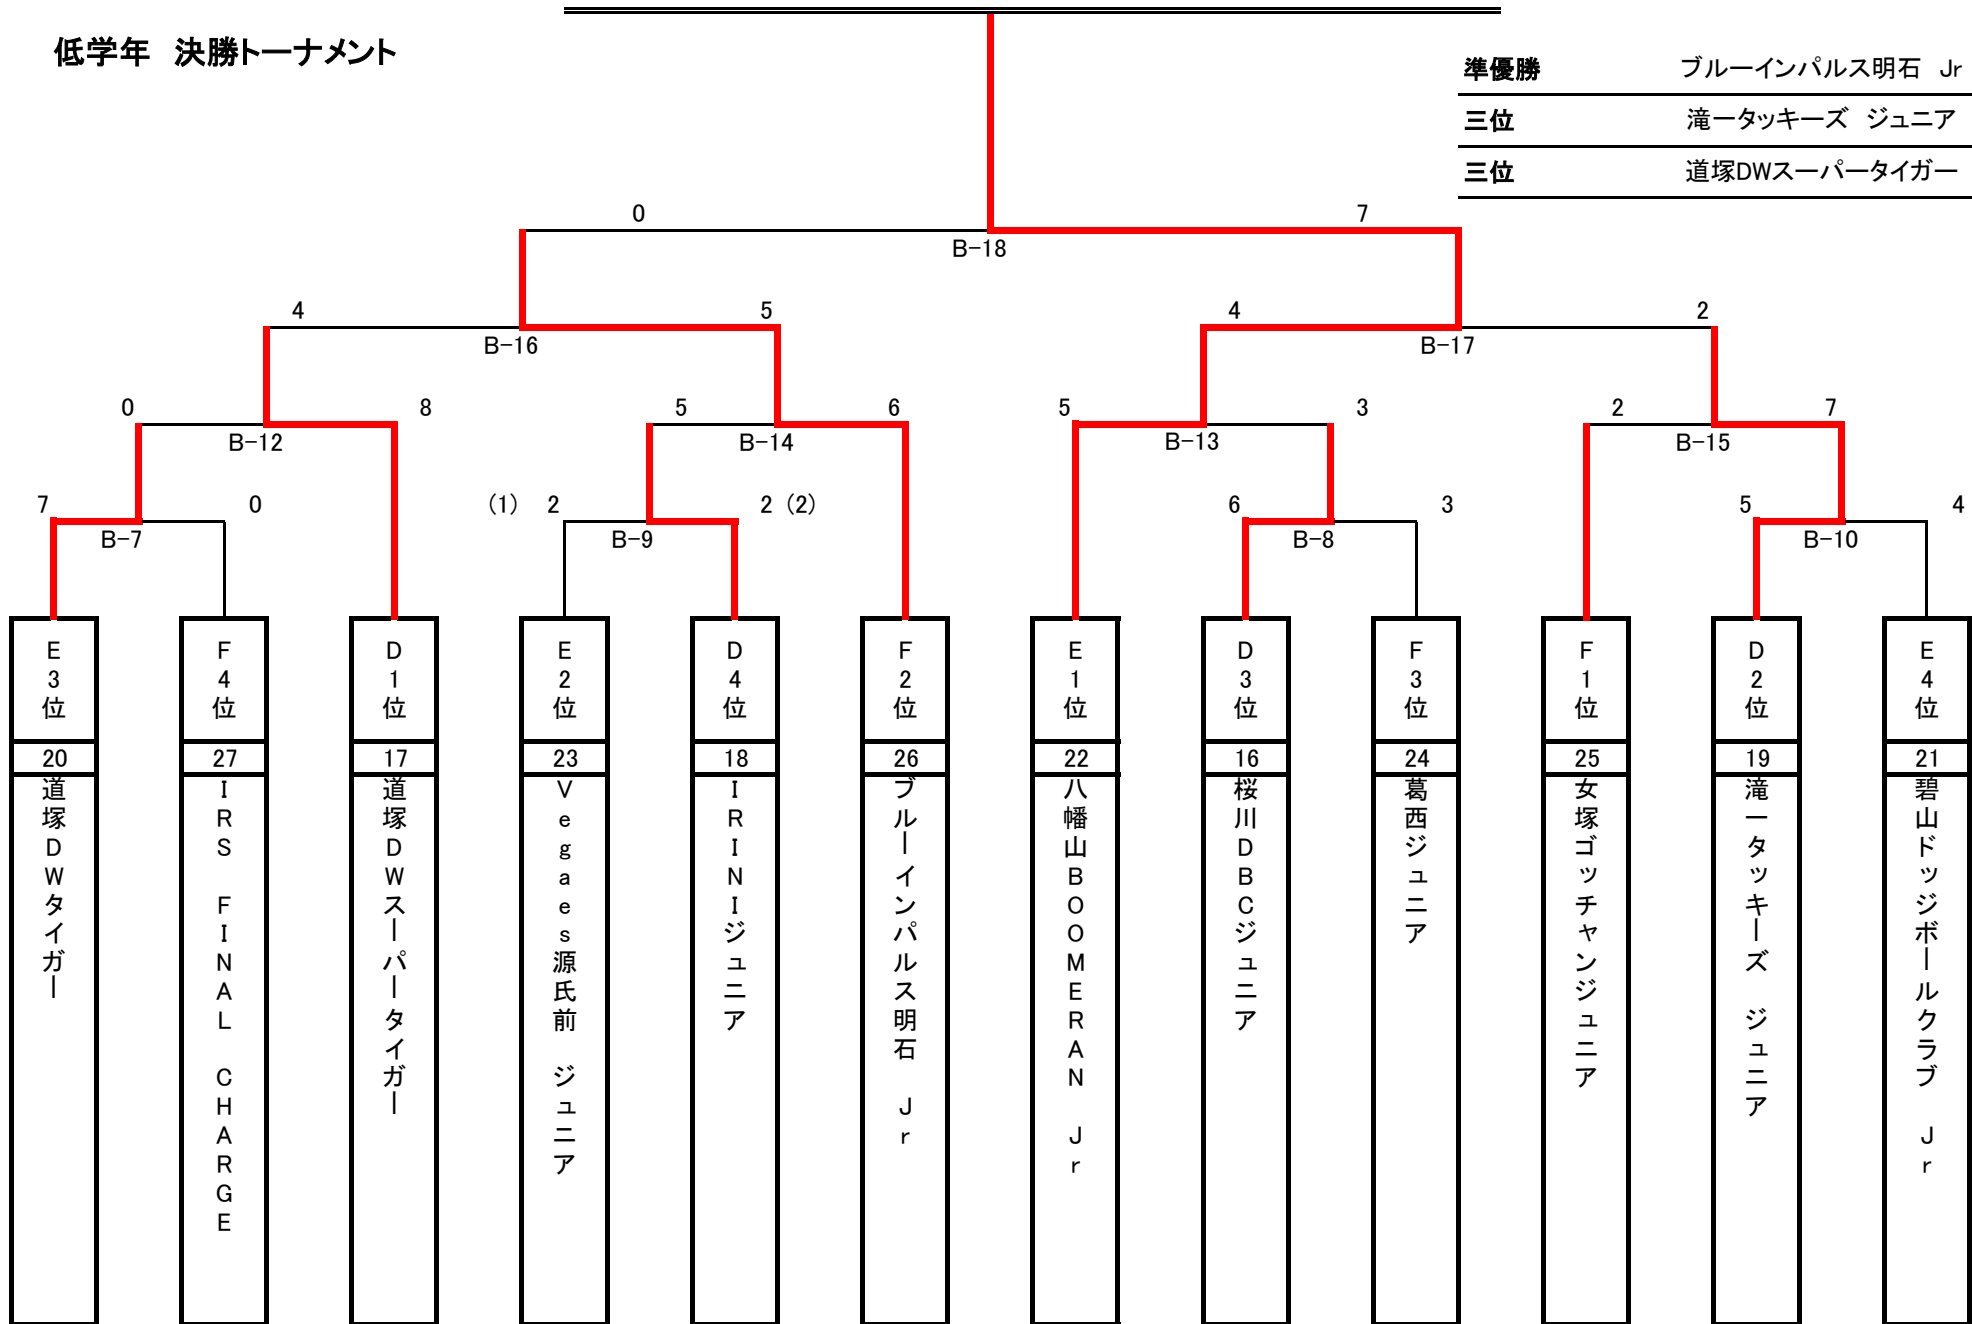 低学年 決勝トーナメント
準優勝 ブルーインパルス明石 Jr
三位 滝一タッキーズ ジュニア
三位 道塚DWスーパータイガー
0 7
B-18
4 5 4 2
B-16 B-17
0 8 5 6 5 3 2 7
B-12 B-14 B-13 B-15
7 0 (1) 2 2 (2) 6 3 5 4
B-7 B-9 B-8 B-10
E3位 F4位 D1位 E2位 D4位 F2位 E1位 D3位 F3位 F1位 D2位 E4位
20 27 17 23 18 26 22 16 24 25 19 21
道塚DWタイガー
IRS FINAL CHARGE
道塚DWスーパータイガー
Vegaes源氏前 ジュニア
IRINIジュニア
ブルーインパルス明石 Jr
八幡山BOOMERAN Jr
桜川DBCジュニア
葛西ジュニア
女塚ゴッチャンジュニア
滝一タッキーズ ジュニア
碧山ドッジボールクラブ Jr